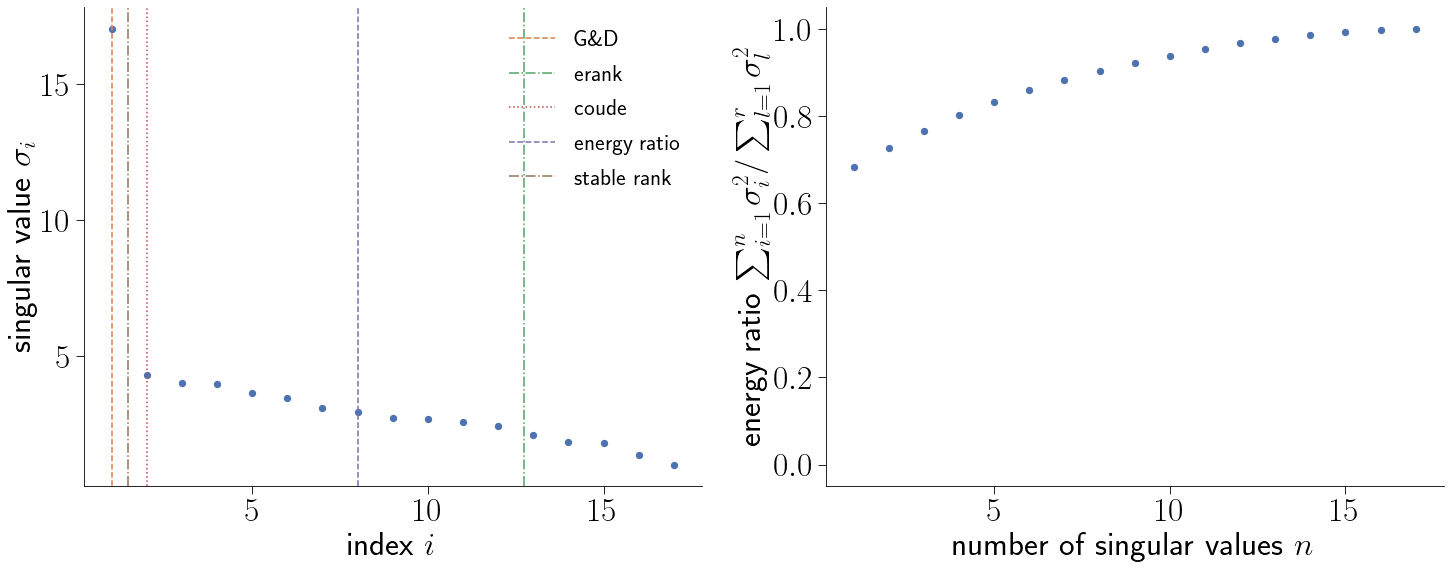 singular value σ_i
15
10
5
5
10
15
index i
G&D
erank
coude
energy ratio
stable rank
energy ratio ∑_{i=1}^{n} σ_i^2 / ∑_{l=1}^{r} σ_l^2
1.0
0.8
0.6
0.4
0.2
0.0
5
10
15
number of singular values n